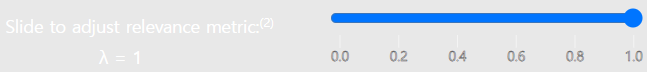 Slide to adjust relevance metric:(2)
λ = 1
0.0 0.2 0.4 0.6 0.8 1.0